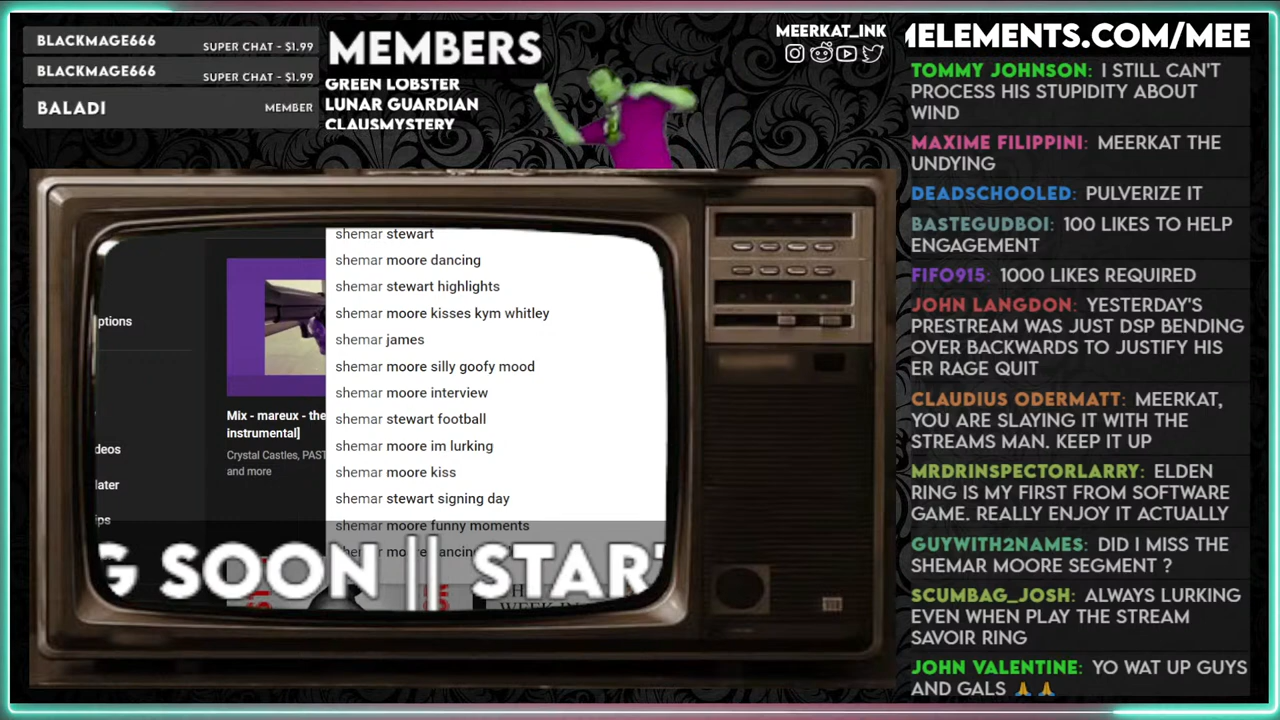 BLACKMAGE666
SUPER CHAT - $1.99
BLACKMAGE666
SUPER CHAT - $1.99
BALADI
MEMBER
MEMBERS
GREEN LOBSTER
LUNAR GUARDIAN
CLAUSMYSTERY
MEERKAT_INK
MELEMENTS.COM/MEE
shemar stewart
shemar moore dancing
shemar stewart highlights
shemar moore kisses kym whitley
shemar james
shemar moore silly goofy mood
shemar moore interview
shemar stewart football
shemar moore im lurking
shemar moore kiss
shemar stewart signing day
shemar moore funny moments
shemar
ptions
Mix - mareux - the
instrumental]
Crystal Castles, PAST
and more
deos
later
ips
G SOON || START
WEEK IN
TOMMY JOHNSON: I STILL CAN'T
PROCESS HIS STUPIDITY ABOUT
WIND
MAXIME FILIPPINI: MEERKAT THE
UNDYING
DEADSCHOOLED: PULVERIZE IT
BASTEGUDBOI: 100 LIKES TO HELP
ENGAGEMENT
FIFO915: 1000 LIKES REQUIRED
JOHN LANGDON: YESTERDAY'S
PRESTREAM WAS JUST DSP BENDING
OVER BACKWARDS TO JUSTIFY HIS
ER RAGE QUIT
CLAUDIUS ODERMATT: MEERKAT,
YOU ARE SLAYING IT WITH THE
STREAMS MAN. KEEP IT UP
MRDRINSPECTORLARRY: ELDEN
RING IS MY FIRST FROM SOFTWARE
GAME. REALLY ENJOY IT ACTUALLY
GUYWITH2NAMES: DID I MISS THE
SHEMAR MOORE SEGMENT ?
SCUMBAG_JOSH: ALWAYS LURKING
EVEN WHEN PLAY THE STREAM
SAVOIR RING
JOHN VALENTINE: YO WAT UP GUYS
AND GALS 🙏 🙏